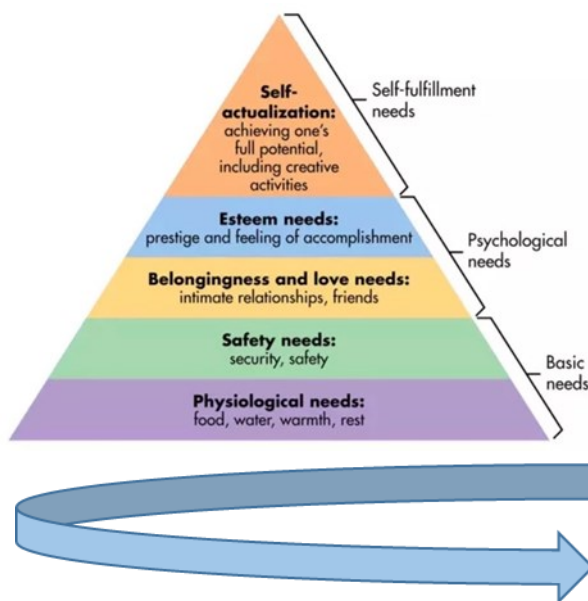 Self-
actualization:
achieving one's
full potential,
including creative
activities
Self-fulfillment
needs
Esteem needs:
prestige and feeling of accomplishment
Psychological
needs
Belongingness and love needs:
intimate relationships, friends
Safety needs:
security, safety
Basic
needs
Physiological needs:
food, water, warmth, rest